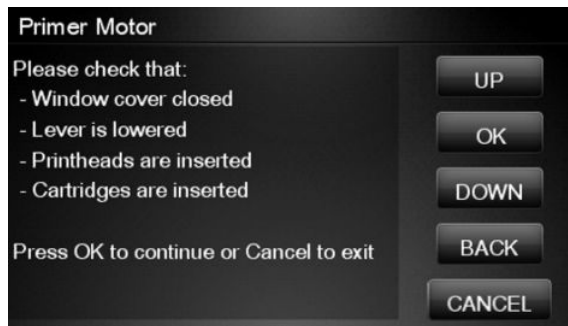 Primer Motor
Please check that:
- Window cover closed
- Lever is lowered
- Printheads are inserted
- Cartridges are inserted
Press OK to continue or Cancel to exit
UP
OK
DOWN
BACK
CANCEL